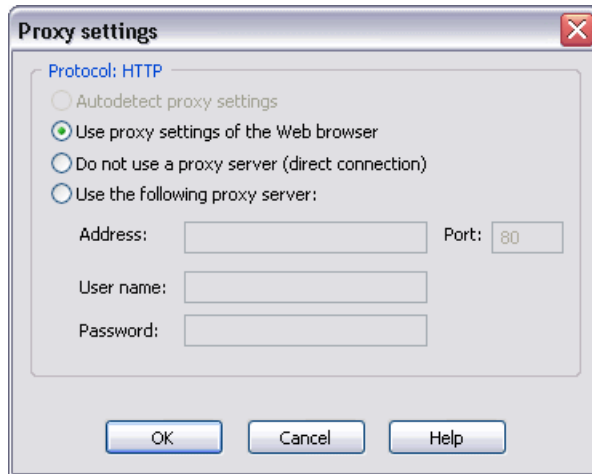 Proxy settings
Protocol: HTTP
Autodetect proxy settings
Use proxy settings of the Web browser
Do not use a proxy server (direct connection)
Use the following proxy server:
Address: Port: 80
User name:
Password:
OK Cancel Help